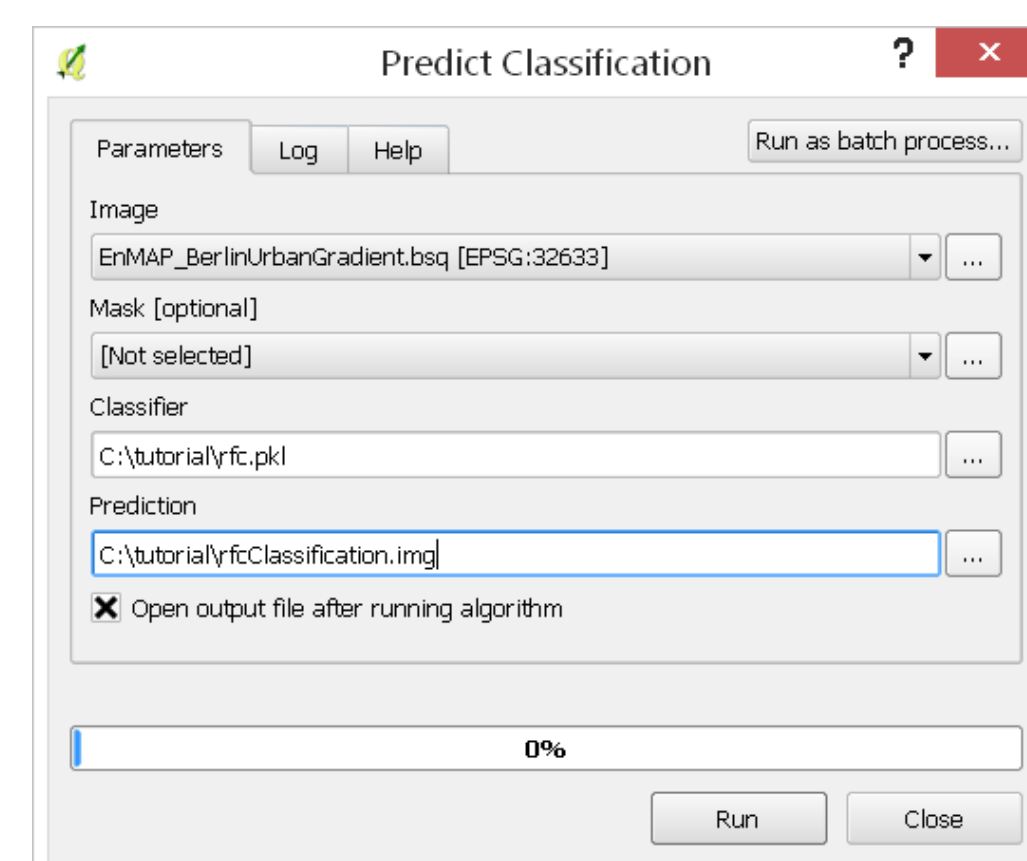 Predict Classification
?
x
Parameters
Log
Help
Run as batch process...
Image
EnMAP_BerlinUrbanGradient.bsq [EPSG:32633]
...
Mask [optional]
[Not selected]
...
Classifier
C:\tutorial\rfc.pkl
...
Prediction
C:\tutorial\rfcClassification.img
...
Open output file after running algorithm
0%
Run
Close